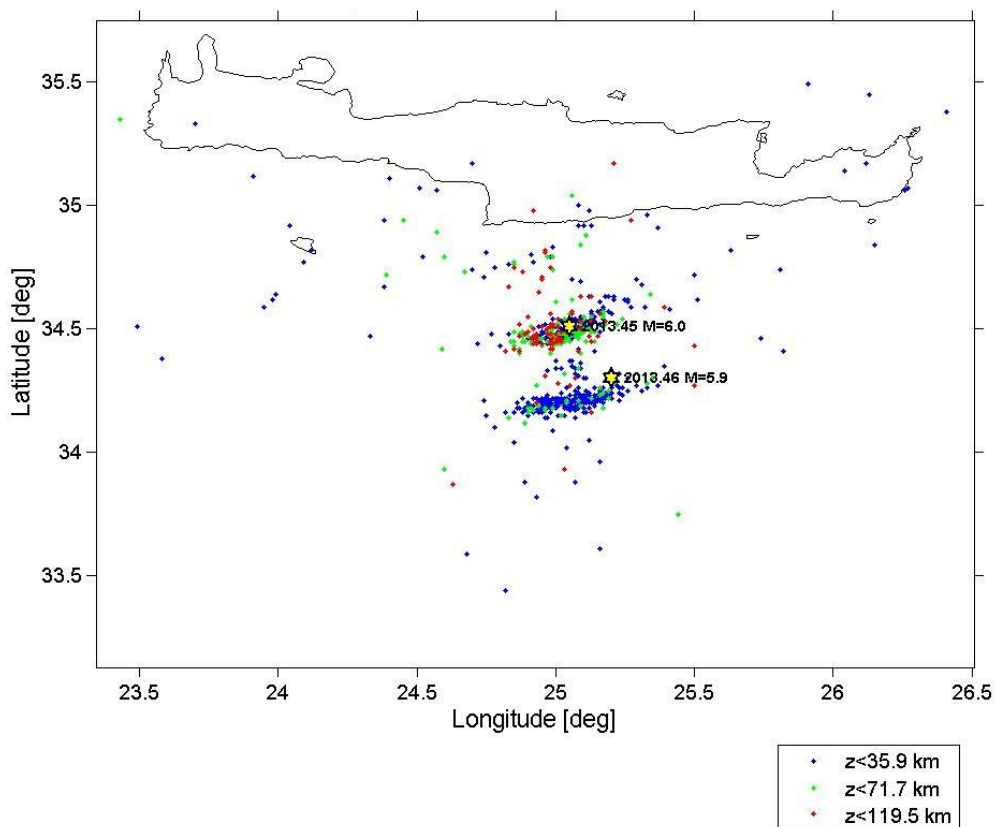 35.5
35
34.5
34
33.5
Latitude [deg]
2013.45 M=6.0
2013.46 M=5.9
23.5 24 24.5 25 25.5 26 26.5
Longitude [deg]
z<35.9 km
z<71.7 km
z<119.5 km